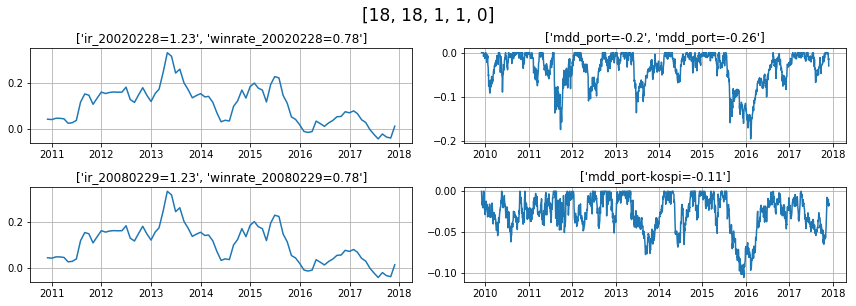 [18, 18, 1, 1, 0]
['ir_20020228=1.23', 'winrate_20020228=0.78']
0.2
0.0
2011 2012 2013 2014 2015 2016 2017 2018
['mdd_port=-0.2', 'mdd_port=-0.26']
0.0
−0.1
−0.2
2010 2011 2012 2013 2014 2015 2016 2017 2018
['ir_20080229=1.23', 'winrate_20080229=0.78']
0.2
0.0
2011 2012 2013 2014 2015 2016 2017 2018
['mdd_port-kospi=-0.11']
0.00
−0.05
−0.10
2010 2011 2012 2013 2014 2015 2016 2017 2018